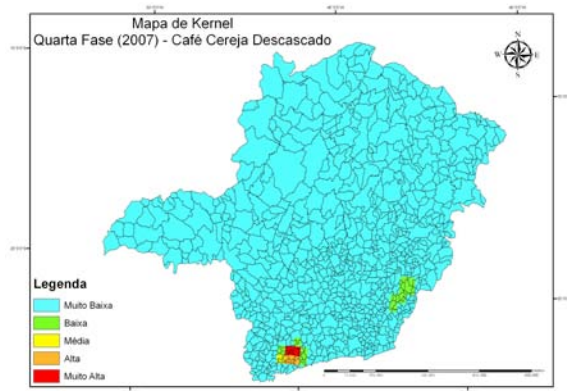 Mapa de Kernel
Quarta Fase (2007) - Café Cereja Descascado
N
W E
S
Legenda
Muito Baixa
Baixa
Média
Alta
Muito Alta